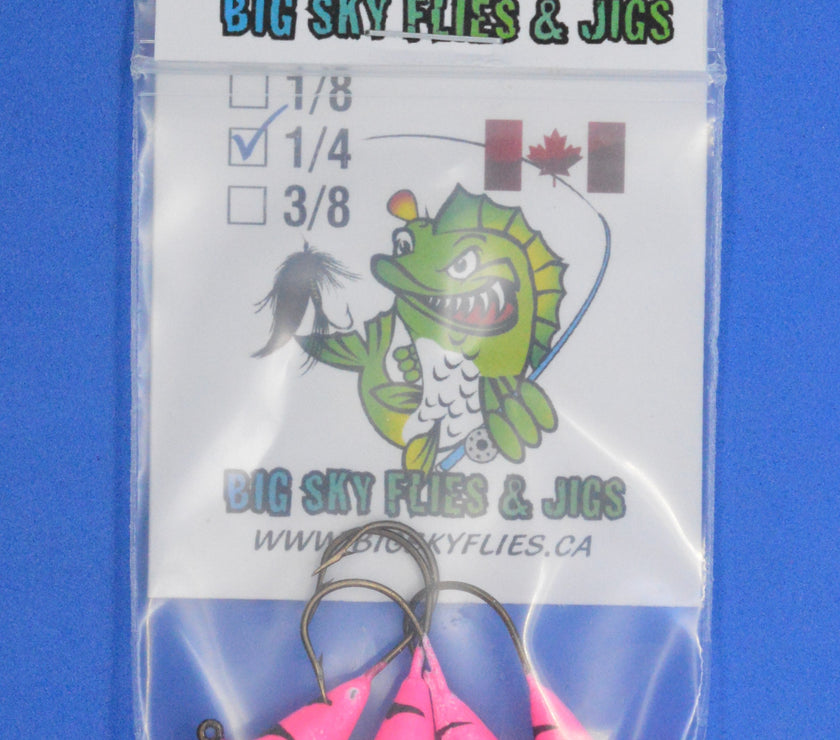 BIG SKY FLIES & JIGS
1/8
1/4
3/8
BIG SKY FLIES & JIGS
WWW.BIGSKYFLIES.CA